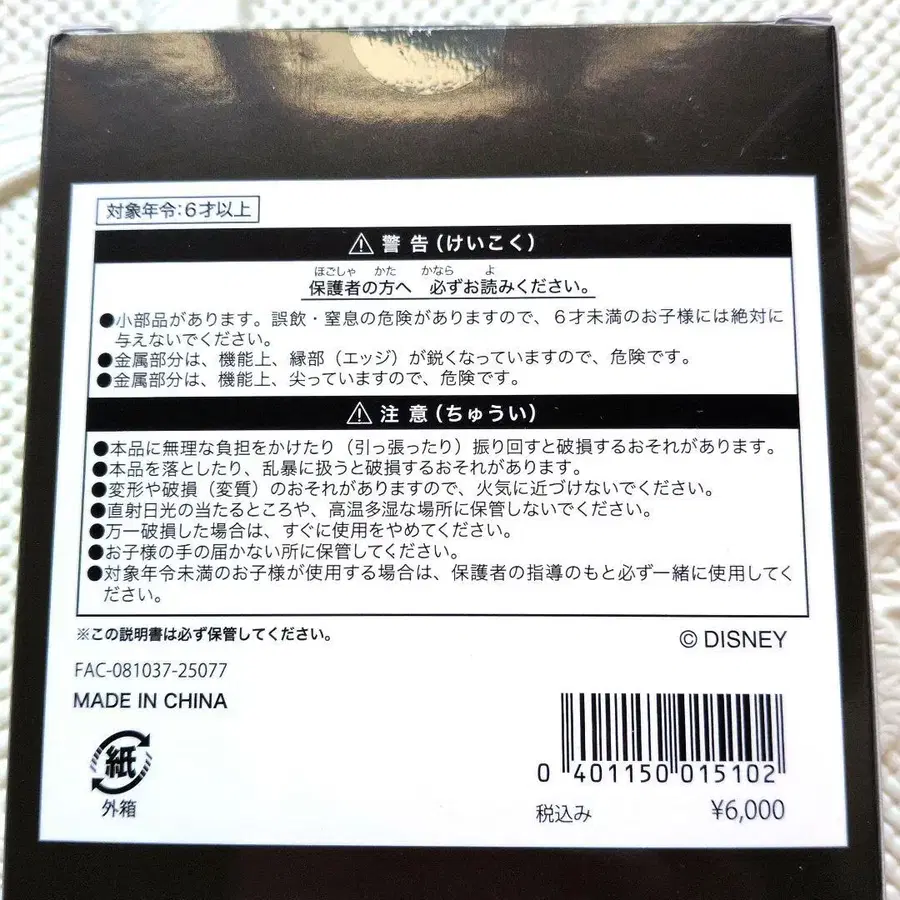 対象年令:6才以上
⚠ 警告(けいこく)
ほごしゃ かた かなら よ
保護者の方へ 必ずお読みください。
●小部品があります。誤飲・窒息の危険がありますので、6才未満のお子様には絶対に
与えないでください。
●金属部分は、機能上、縁部(エッジ)が鋭くなっていますので、危険です。
●金属部分は、機能上、尖っていますので、危険です。
⚠ 注意(ちゅうい)
●本品に無理な負担をかけたり(引っ張ったり)振り回すと破損するおそれがあります。
●本品を落としたり、乱暴に扱うと破損するおそれがあります。
●変形や破損(変質)のおそれがありますので、火気に近づけないでください。
●直射日光の当たるところや、高温多湿な場所に保管しないでください。
●万一破損した場合は、すぐに使用をやめてください。
●お子様の手の届かない所に保管してください。
●対象年令未満のお子様が使用する場合は、保護者の指導のもと必ず一緒に使用してく
ださい。
※この説明書は必ず保管してください。
© DISNEY
FAC-081037-25077
MADE IN CHINA
紙
外箱
0 401150 015102
税込み ¥6,000